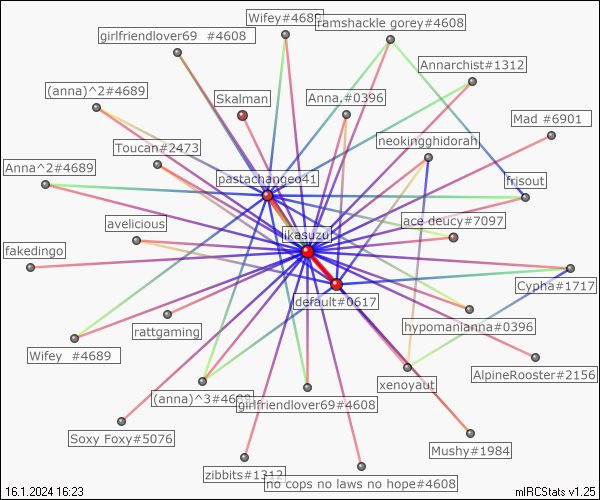 Wifey#4689
ramshackle gorey#4608
girlfriendlover69 #4608
Annarchist#1312
(anna)^2#4689
Skalman
Anna,#0396
Mad #6901
neokingghidorah
Toucan#2473
Anna^2#4689
pastachangeo41
frisout
avelicious
ace deucy#7097
ikasuzu
fakedingo
Cypha#1717
default#0617
rattgaming
hypomanianna#0396
Wifey #4689
AlpineRooster#2156
xenoyaut
(anna)^3#4689
girlfriendlover69#4608
Soxy Foxy#5076
Mushy#1984
zibbits#1312
no cops no laws no hope#4608
16.1.2024 16:23
mIRCStats v1.25